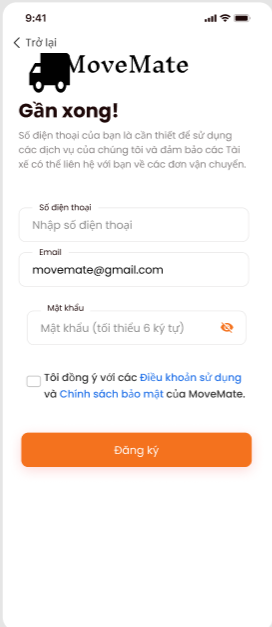 9:41
Trở lại
MoveMate
Gần xong!
Số điện thoại của bạn là cần thiết để sử dụng
các dịch vụ của chúng tôi và đảm bảo các Tài
xế có thể liên hệ với bạn về các đơn vận chuyển.
Số điện thoại
Nhập số điện thoại
Email
movemate@gmail.com
Mật khẩu
Mật khẩu (tối thiểu 6 ký tự)
Tôi đồng ý với các Điều khoản sử dụng
và Chính sách bảo mật của MoveMate.
Đăng ký